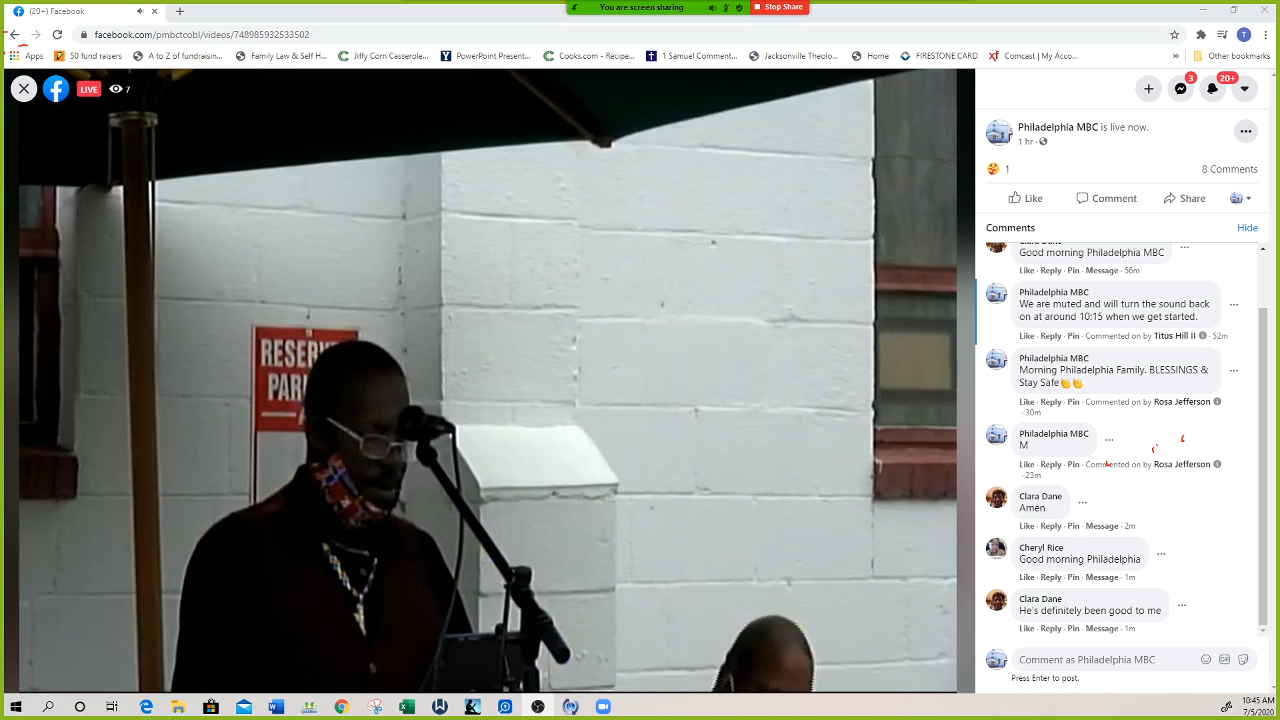 (20+) Facebook
You are screen sharing
Stop Share
facebook.com/pmbctcobl/videos/748985932533502
T
Apps
50 fund raisers
A to Z of fundraisin...
Family Law & Self H...
Jiffy Corn Casserole...
PowerPoint Present...
Cooks.com - Recipe...
1 Samuel Comment...
Jacksonville Theolo...
Home
FIRESTONE CARD
Comcast | My Acco...
»
Other bookmarks
LIVE
7
3
20+
Philadelphia MBC is live now.
1 hr ·
1
8 Comments
Like
Comment
Share
Comments
Hide
Clara Dane
Good morning Philadelphia MBC
Like · Reply · Pin · Message · 56m
Philadelphia MBC
We are muted and will turn the sound back
on at around 10:15 when we get started.
Like · Reply · Pin · Commented on by Titus Hill II · 52m
Philadelphia MBC
Morning Philadelphia Family. BLESSINGS &
Stay Safe👏👏
Like · Reply · Pin · Commented on by Rosa Jefferson
· 30m
Philadelphia MBC
M
Like · Reply · Pin · Commented on by Rosa Jefferson
· 23m
Clara Dane
Amen
Like · Reply · Pin · Message · 2m
Cheryl Rice
Good morning Philadelphia
Like · Reply · Pin · Message · 1m
Clara Dane
He's definitely been good to me
Like · Reply · Pin · Message · 1m
Comment as Philadelphia MBC
GIF
Press Enter to post.
10:45 AM
7/5/2020